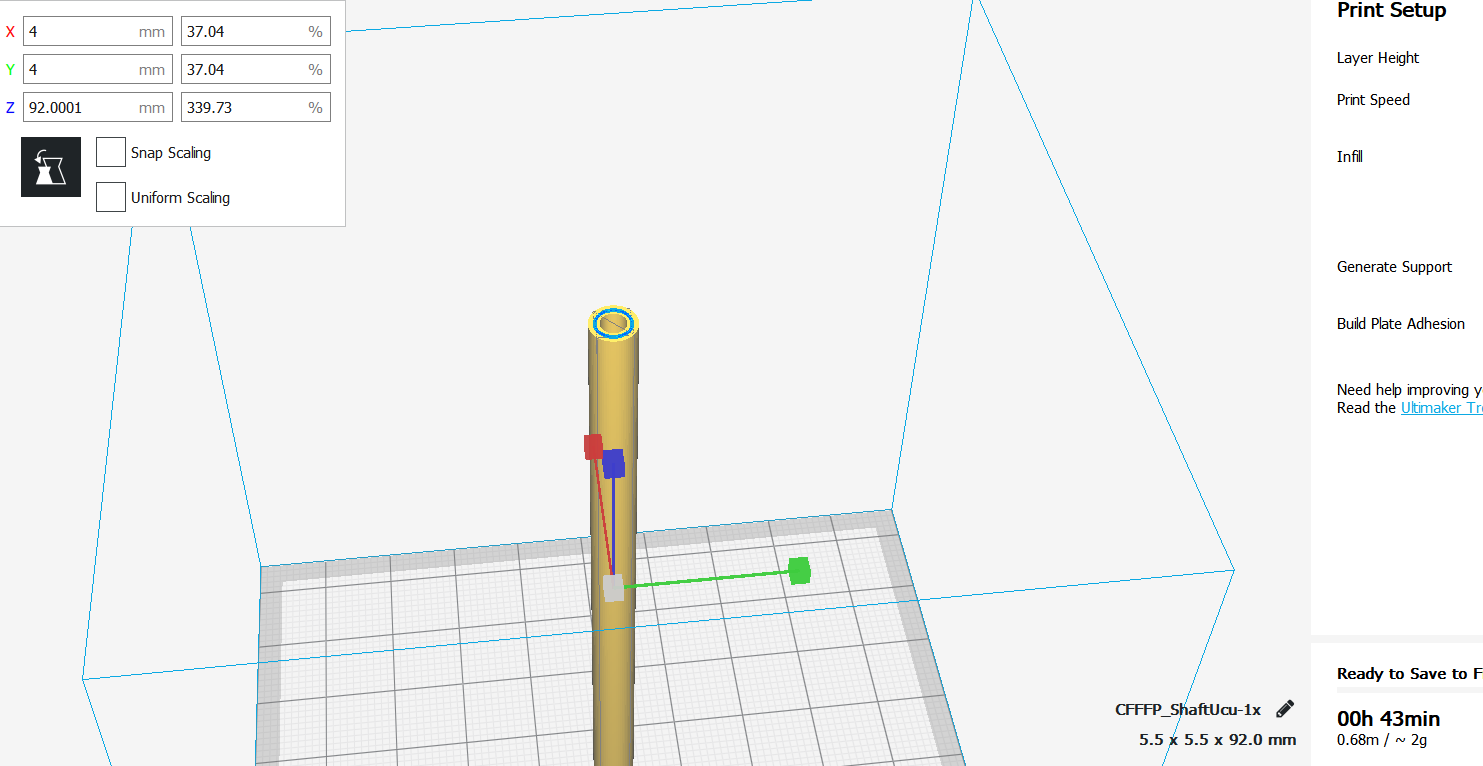 X 4 mm 37.04 %
Y 4 mm 37.04 %
Z 92.0001 mm 339.73 %
Snap Scaling
Uniform Scaling
Print Setup
Layer Height
Print Speed
Infill
Generate Support
Build Plate Adhesion
Need help improving y
Read the Ultimaker Tr
CFFFP_ShaftUcu-1x
5.5 x 5.5 x 92.0 mm
Ready to Save to F
00h 43min
0.68m / ~ 2g